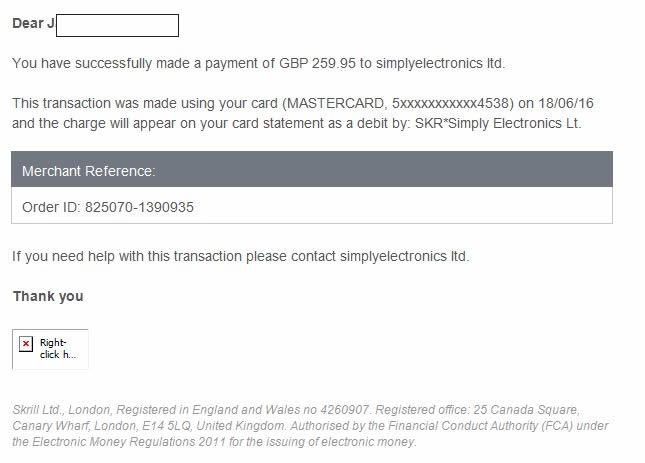 Dear J
You have successfully made a payment of GBP 259.95 to simplyelectronics ltd.
This transaction was made using your card (MASTERCARD, 5xxxxxxxxxxx4538) on 18/06/16
and the charge will appear on your card statement as a debit by: SKR*Simply Electronics Lt.
Merchant Reference:
Order ID: 825070-1390935
If you need help with this transaction please contact simplyelectronics ltd.
Thank you
Right-
click h...
Skrill Ltd., London, Registered in England and Wales no 4260907. Registered office: 25 Canada Square,
Canary Wharf, London, E14 5LQ, United Kingdom. Authorised by the Financial Conduct Authority (FCA) under
the Electronic Money Regulations 2011 for the issuing of electronic money.